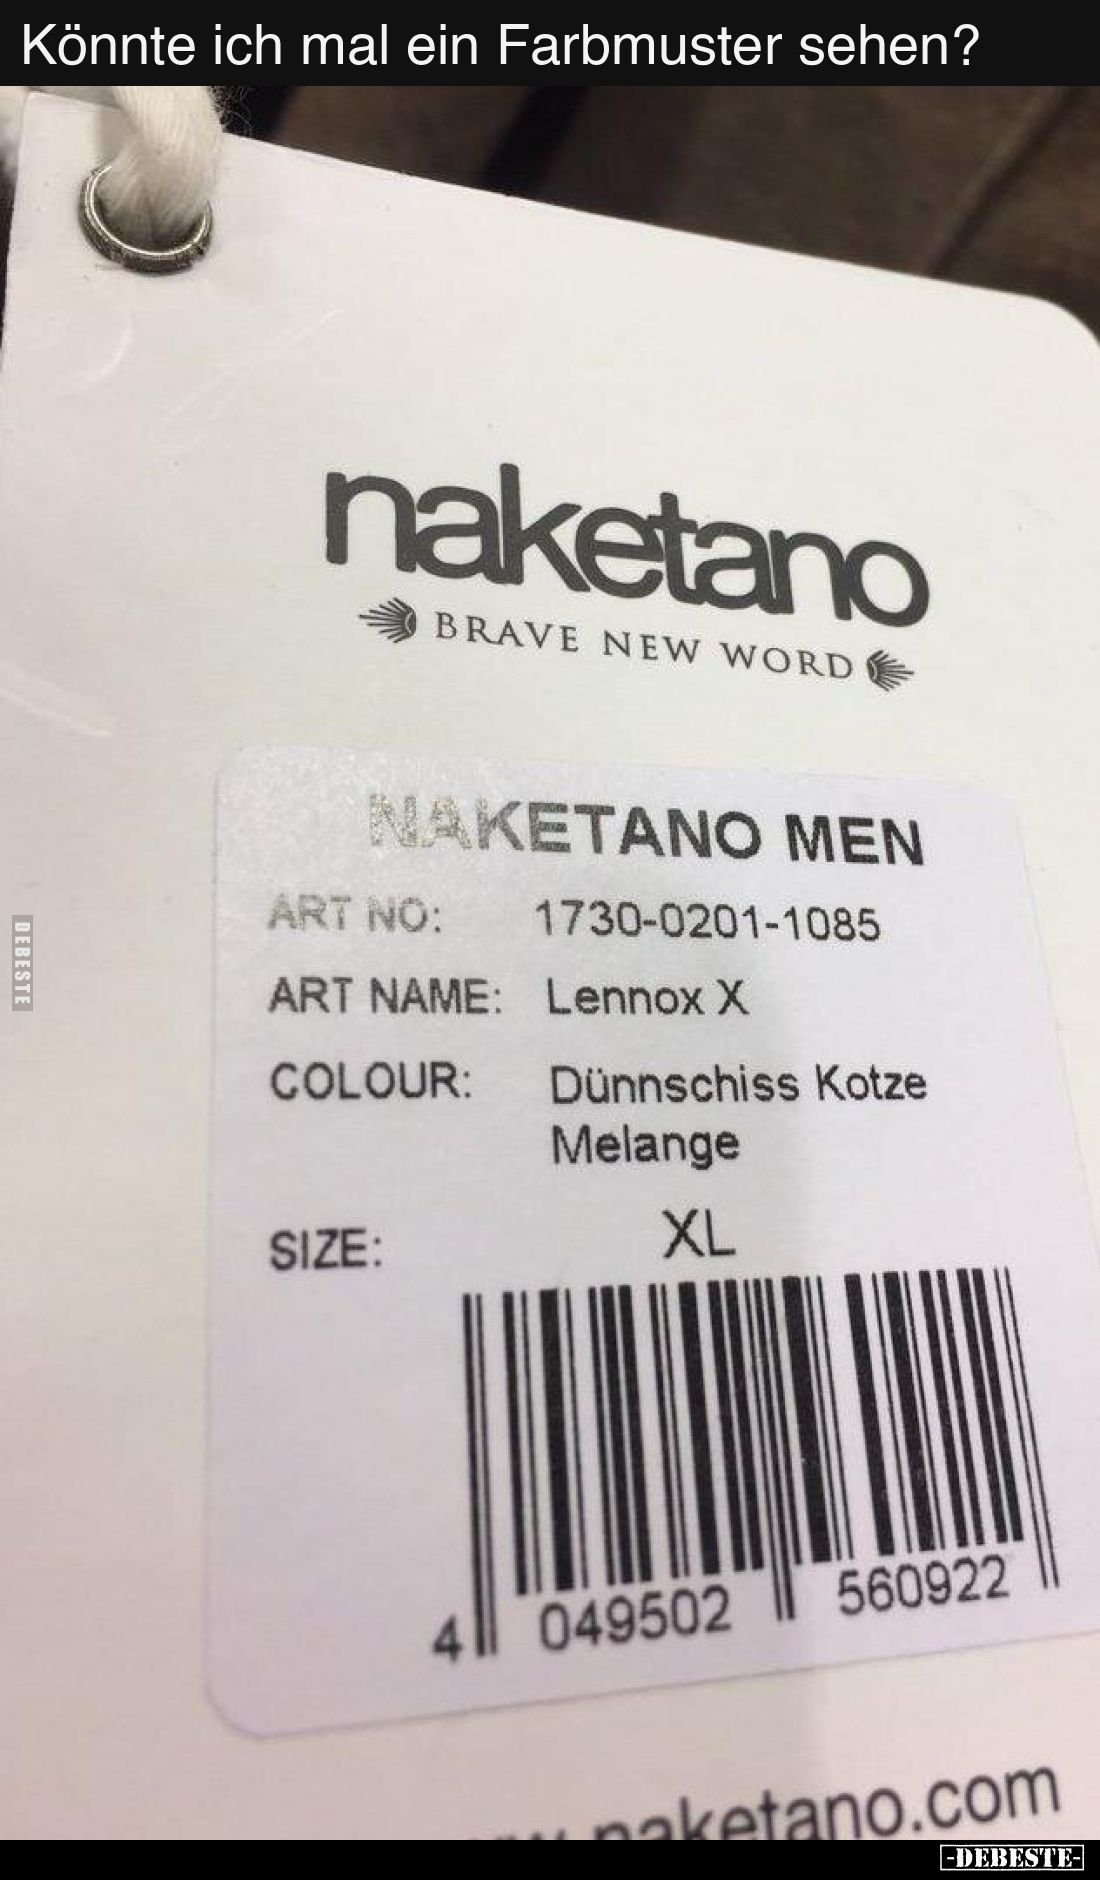 Könnte ich mal ein Farbmuster sehen?
naketano
BRAVE NEW WORD
NAKETANO MEN
ART NO: 1730-0201-1085
ART NAME: Lennox X
COLOUR: Dünnschiss Kotze
Melange
SIZE: XL
4 049502 560922
naketano.com
DEBESTE
-DEBESTE-